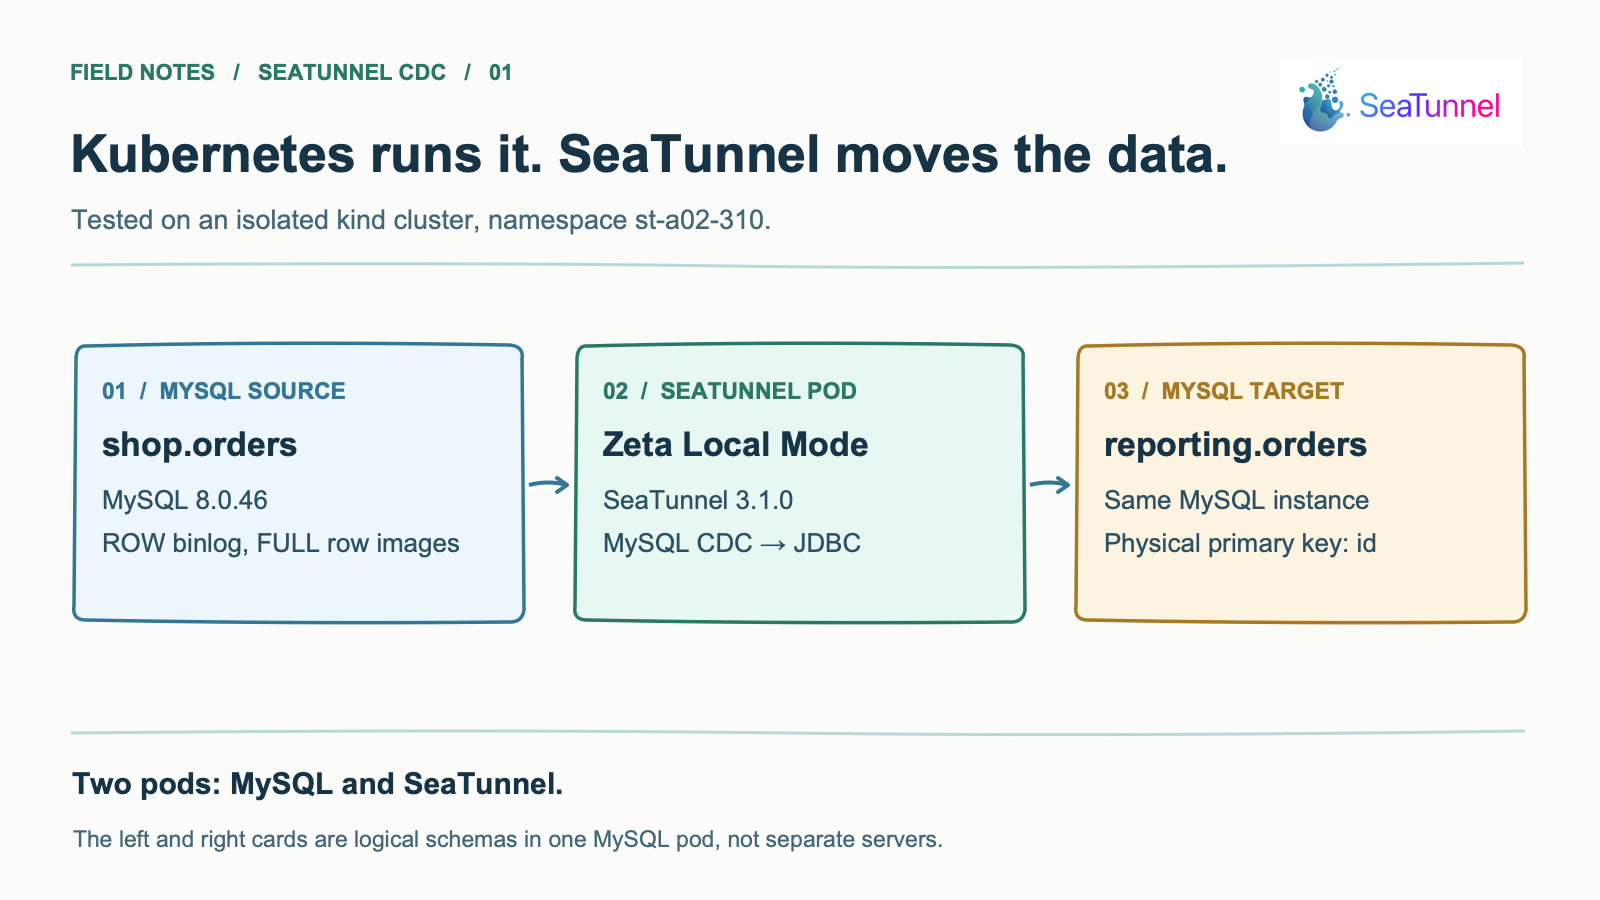 FIELD NOTES / SEATUNNEL CDC / 01
SeaTunnel
Kubernetes runs it. SeaTunnel moves the data.
Tested on an isolated kind cluster, namespace st-a02-310.
01 / MYSQL SOURCE
shop.orders
MySQL 8.0.46
ROW binlog, FULL row images
02 / SEATUNNEL POD
Zeta Local Mode
SeaTunnel 3.1.0
MySQL CDC → JDBC
03 / MYSQL TARGET
reporting.orders
Same MySQL instance
Physical primary key: id
Two pods: MySQL and SeaTunnel.
The left and right cards are logical schemas in one MySQL pod, not separate servers.